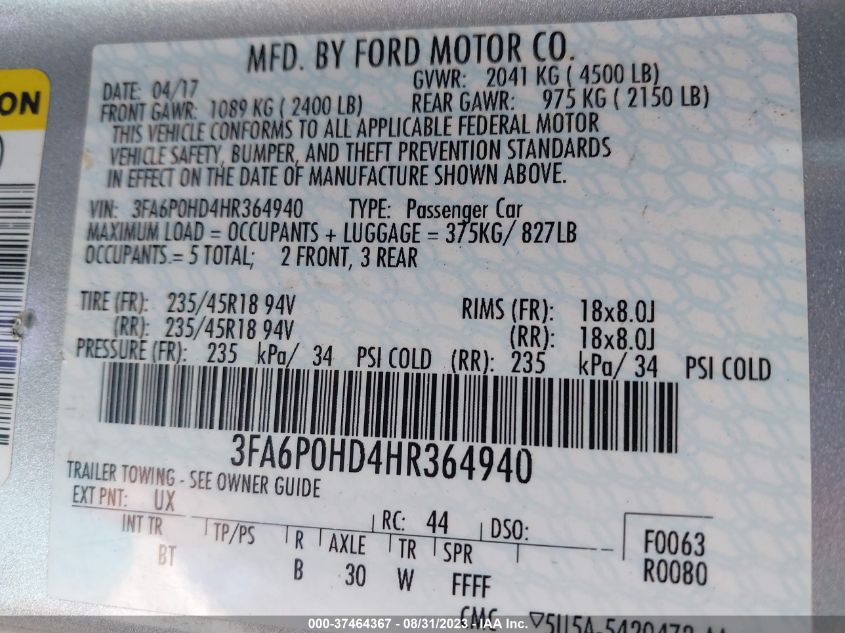 ON
MFD. BY FORD MOTOR CO.
DATE: 04/17 GVWR: 2041 KG ( 4500 LB)
FRONT GAWR: 1089 KG ( 2400 LB) REAR GAWR: 975 KG ( 2150 LB)
THIS VEHICLE CONFORMS TO ALL APPLICABLE FEDERAL MOTOR
VEHICLE SAFETY, BUMPER, AND THEFT PREVENTION STANDARDS
IN EFFECT ON THE DATE OF MANUFACTURE SHOWN ABOVE.
VIN: 3FA6P0HD4HR364940 TYPE: Passenger Car
MAXIMUM LOAD = OCCUPANTS + LUGGAGE = 375KG/ 827LB
OCCUPANTS = 5 TOTAL; 2 FRONT, 3 REAR
TIRE (FR): 235/45R18 94V RIMS (FR): 18x8.0J
(RR): 235/45R18 94V (RR): 18x8.0J
PRESSURE (FR): 235 kPa/ 34 PSI COLD (RR): 235 kPa/ 34 PSI COLD
3FA6P0HD4HR364940
TRAILER TOWING - SEE OWNER GUIDE
EXT PNT: UX RC: 44 DSO: F0063
INT TR TP/PS R AXLE TR SPR R0080
BT B 30 W FFFF
000-37464367 - 08/31/2023 - IAA Inc.